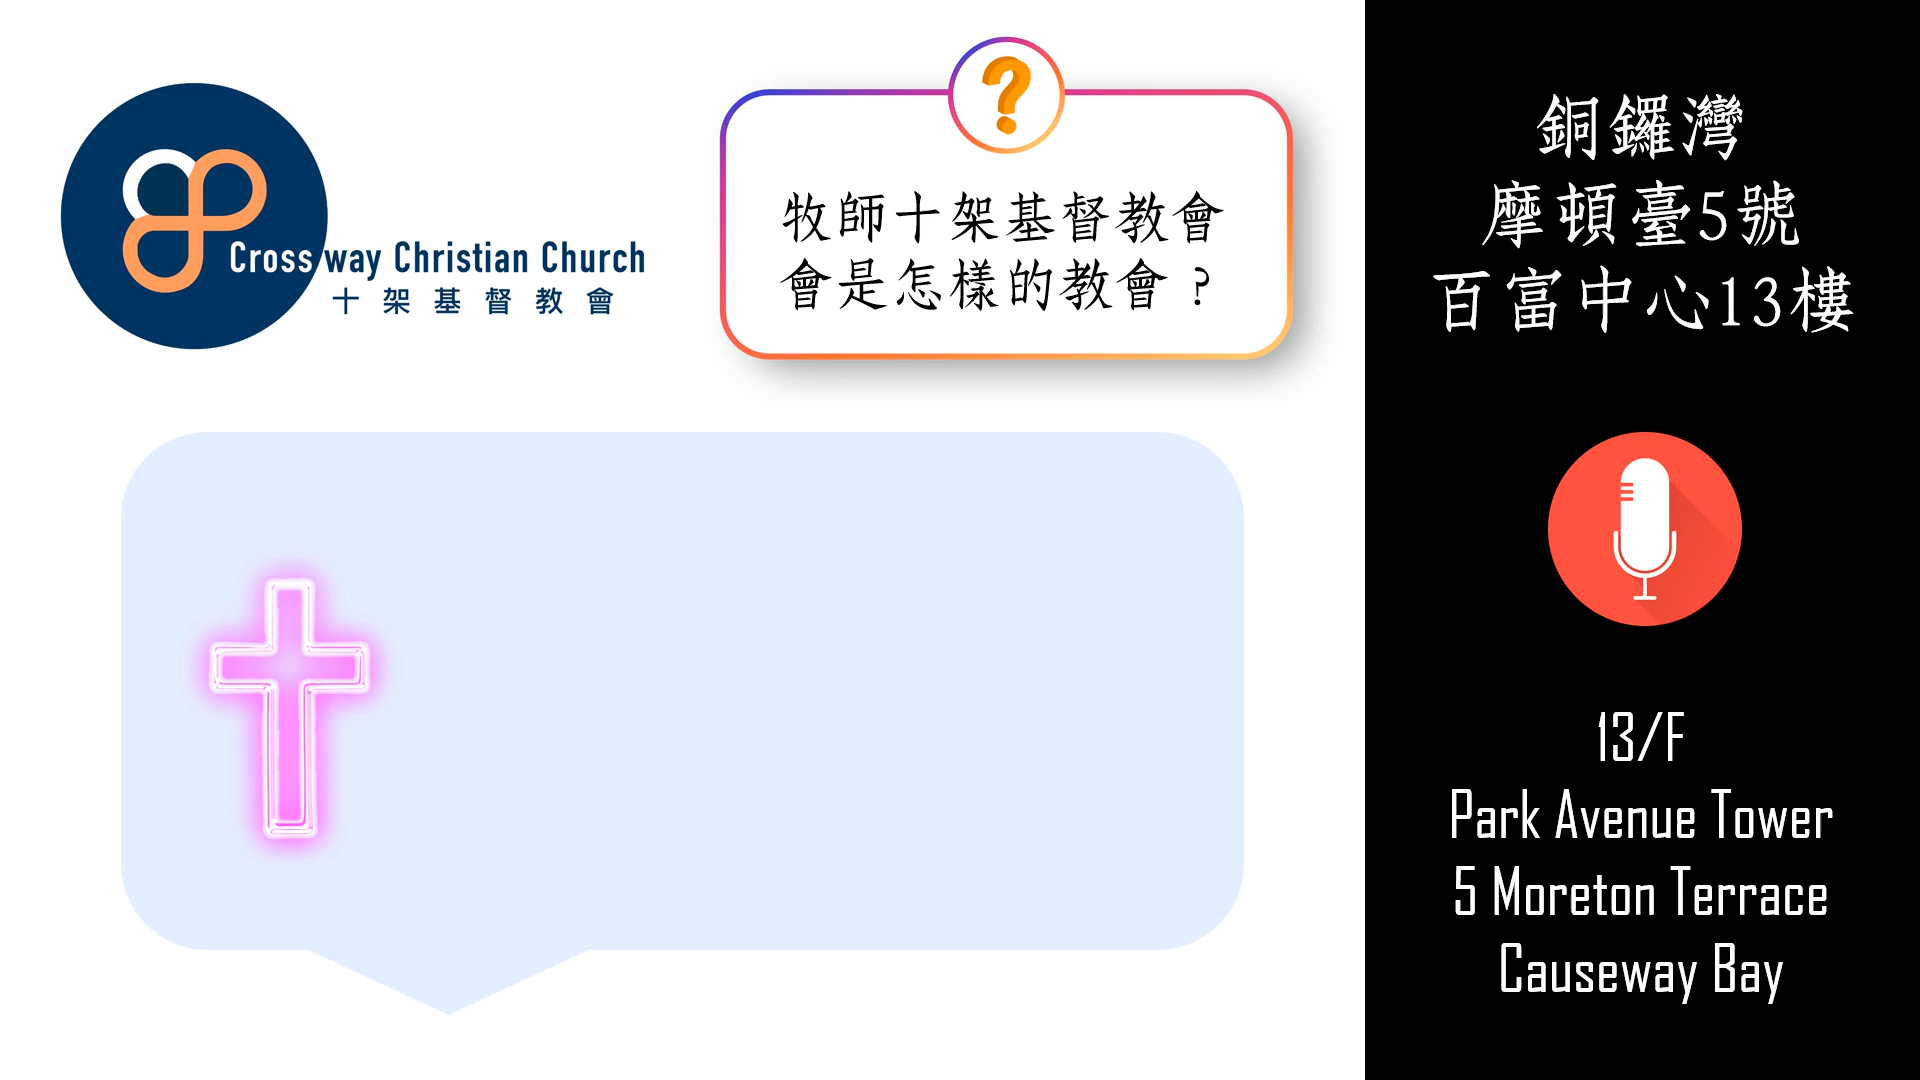 Cross way Christian Church
十架基督教會
?
牧師十架基督教會
會是怎樣的教會？
銅鑼灣
摩頓臺5號
百富中心13樓
13/F
Park Avenue Tower
5 Moreton Terrace
Causeway Bay